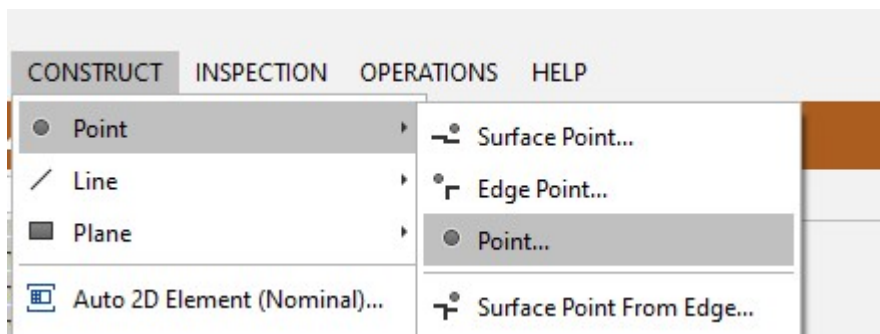 CONSTRUCT INSPECTION OPERATIONS HELP
Point
Surface Point...
Line
Edge Point...
Plane
Point...
Auto 2D Element (Nominal)...
Surface Point From Edge...